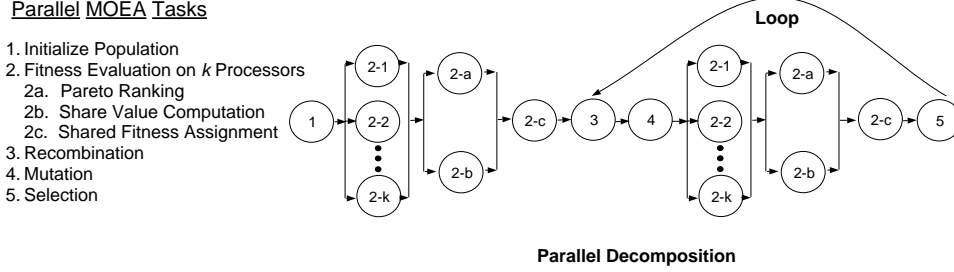 Parallel MOEA Tasks
1. Initialize Population
2. Fitness Evaluation on k Processors
2a. Pareto Ranking
2b. Share Value Computation
2c. Shared Fitness Assignment
3. Recombination
4. Mutation
5. Selection
Loop
1
2-1
2-2
2-k
2-a
2-b
2-c
3
4
2-1
2-2
2-k
2-a
2-b
2-c
5
Parallel Decomposition